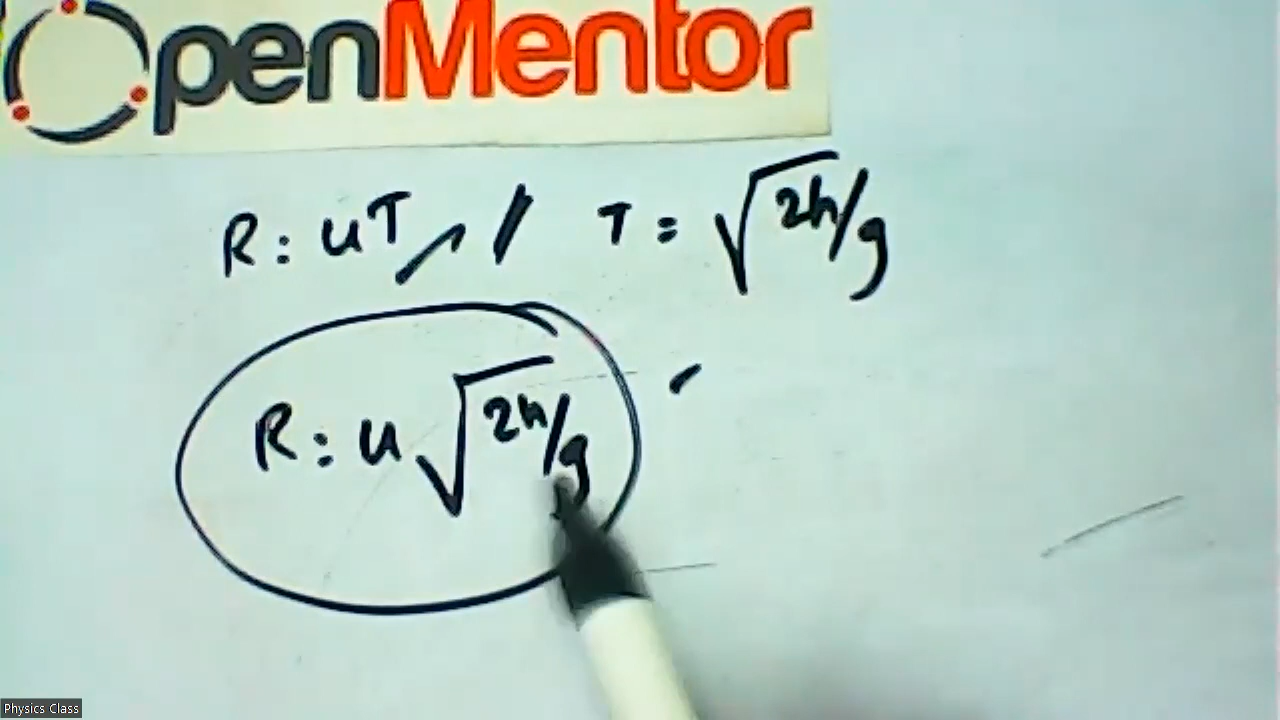 OpenMentor
R: uT // T = √2h/g
R: u √2h/g
Physics Class